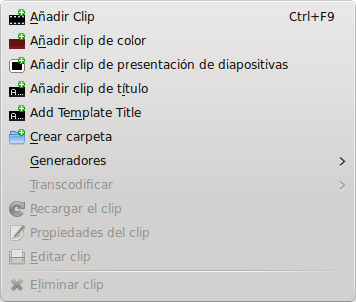 Añadir Clip Ctrl+F9
Añadir clip de color
Añadir clip de presentación de diapositivas
Añadir clip de título
Add Template Title
Crear carpeta
Generadores
Transcodificar
Recargar el clip
Propiedades del clip
Editar clip
Eliminar clip